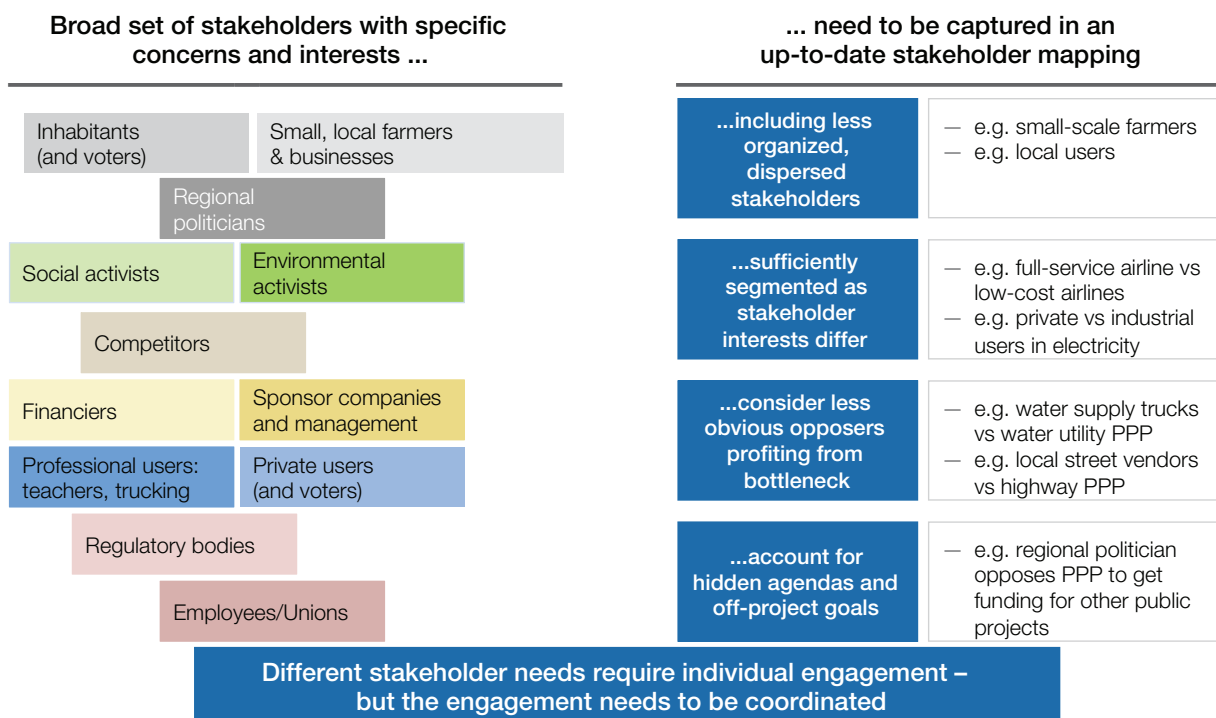 Broad set of stakeholders with specific
concerns and interests ...
Inhabitants
(and voters)
Small, local farmers
& businesses
Regional
politicians
Social activists
Environmental
activists
Competitors
Financiers
Sponsor companies
and management
Professional users:
teachers, trucking
Private users
(and voters)
Regulatory bodies
Employees/Unions
... need to be captured in an
up-to-date stakeholder mapping
...including less
organized,
dispersed
stakeholders
— e.g. small-scale farmers
— e.g. local users
...sufficiently
segmented as
stakeholder
interests differ
— e.g. full-service airline vs
low-cost airlines
— e.g. private vs industrial
users in electricity
...consider less
obvious opposers
profiting from
bottleneck
— e.g. water supply trucks
vs water utility PPP
— e.g. local street vendors
vs highway PPP
...account for
hidden agendas and
off-project goals
— e.g. regional politician
opposes PPP to get
funding for other public
projects
Different stakeholder needs require individual engagement –
but the engagement needs to be coordinated